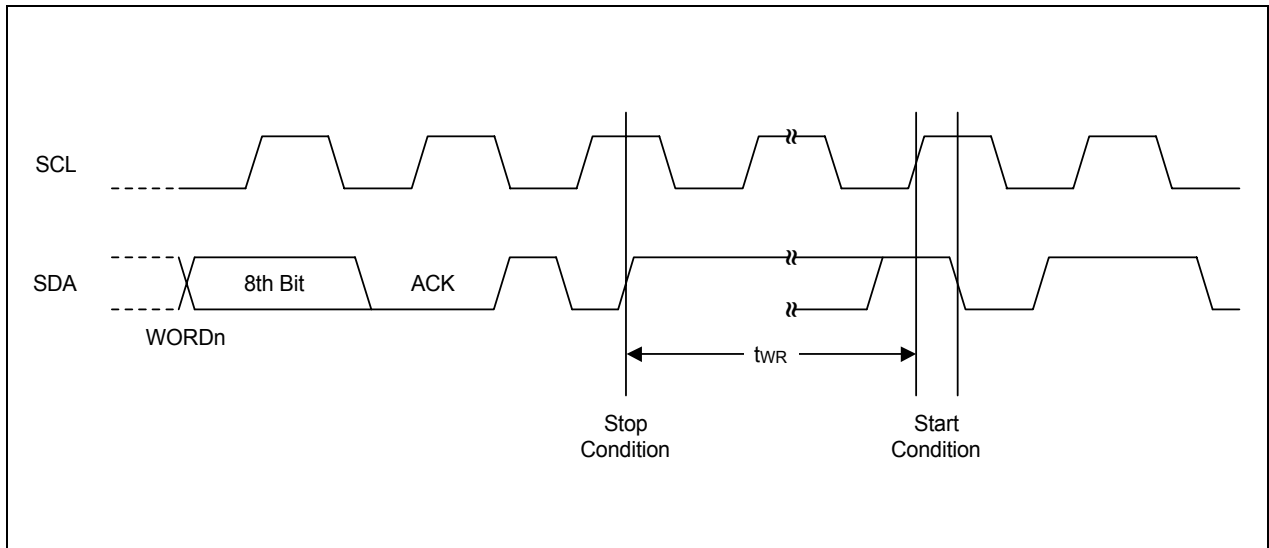 SCL
SDA
8th Bit
ACK
WORDn
tWR
Stop
Condition
Start
Condition